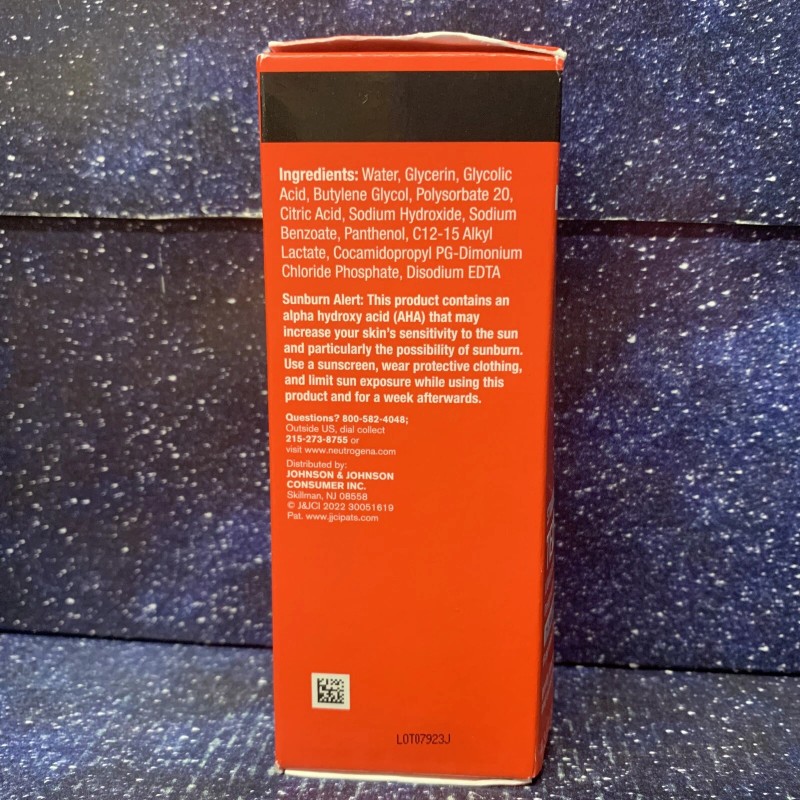 Ingredients: Water, Glycerin, Glycolic
Acid, Butylene Glycol, Polysorbate 20,
Citric Acid, Sodium Hydroxide, Sodium
Benzoate, Panthenol, C12-15 Alkyl
Lactate, Cocamidopropyl PG-Dimonium
Chloride Phosphate, Disodium EDTA
Sunburn Alert: This product contains an
alpha hydroxy acid (AHA) that may
increase your skin's sensitivity to the sun
and particularly the possibility of sunburn.
Use a sunscreen, wear protective clothing,
and limit sun exposure while using this
product and for a week afterwards.
Questions? 800-582-4048;
Outside US, dial collect
215-273-8755 or
visit www.neutrogena.com
Distributed by:
JOHNSON & JOHNSON
CONSUMER INC.
Skillman, NJ 08558
© J&JCI 2022 30051619
Pat. www.jjcipats.com
LOT07923J